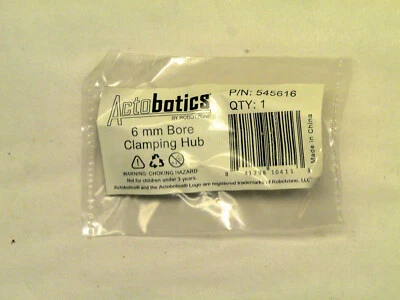 Actobotics
BY ROBOTZONE
6 mm Bore
Clamping Hub
P/N: 545616
QTY: 1
Made in China
WARNING: CHOKING HAZARD
Not for children under 3 years.
Actobotics® and the Actobotics® Logo are registered trademarks of Robotzone, LLC